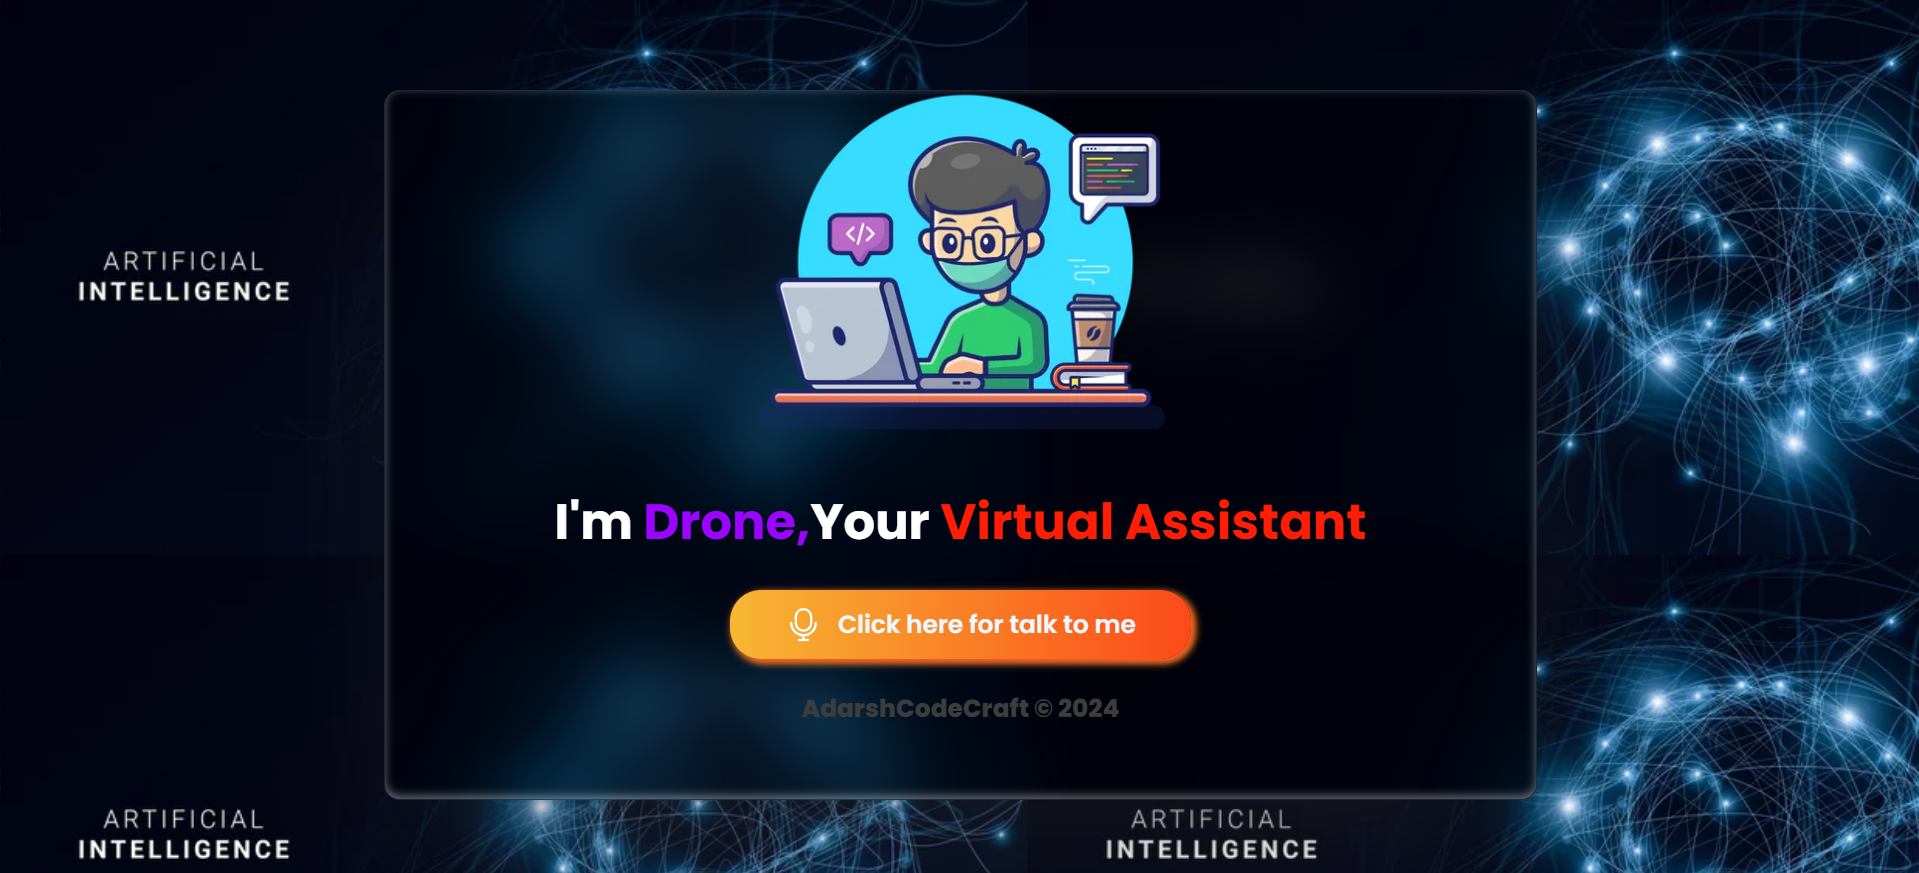 ARTIFICIAL
INTELLIGENCE
</>
I'm Drone,Your Virtual Assistant
Click here for talk to me
AdarshCodeCraft © 2024
ARTIFICIAL
INTELLIGENCE
ARTIFICIAL
INTELLIGENCE